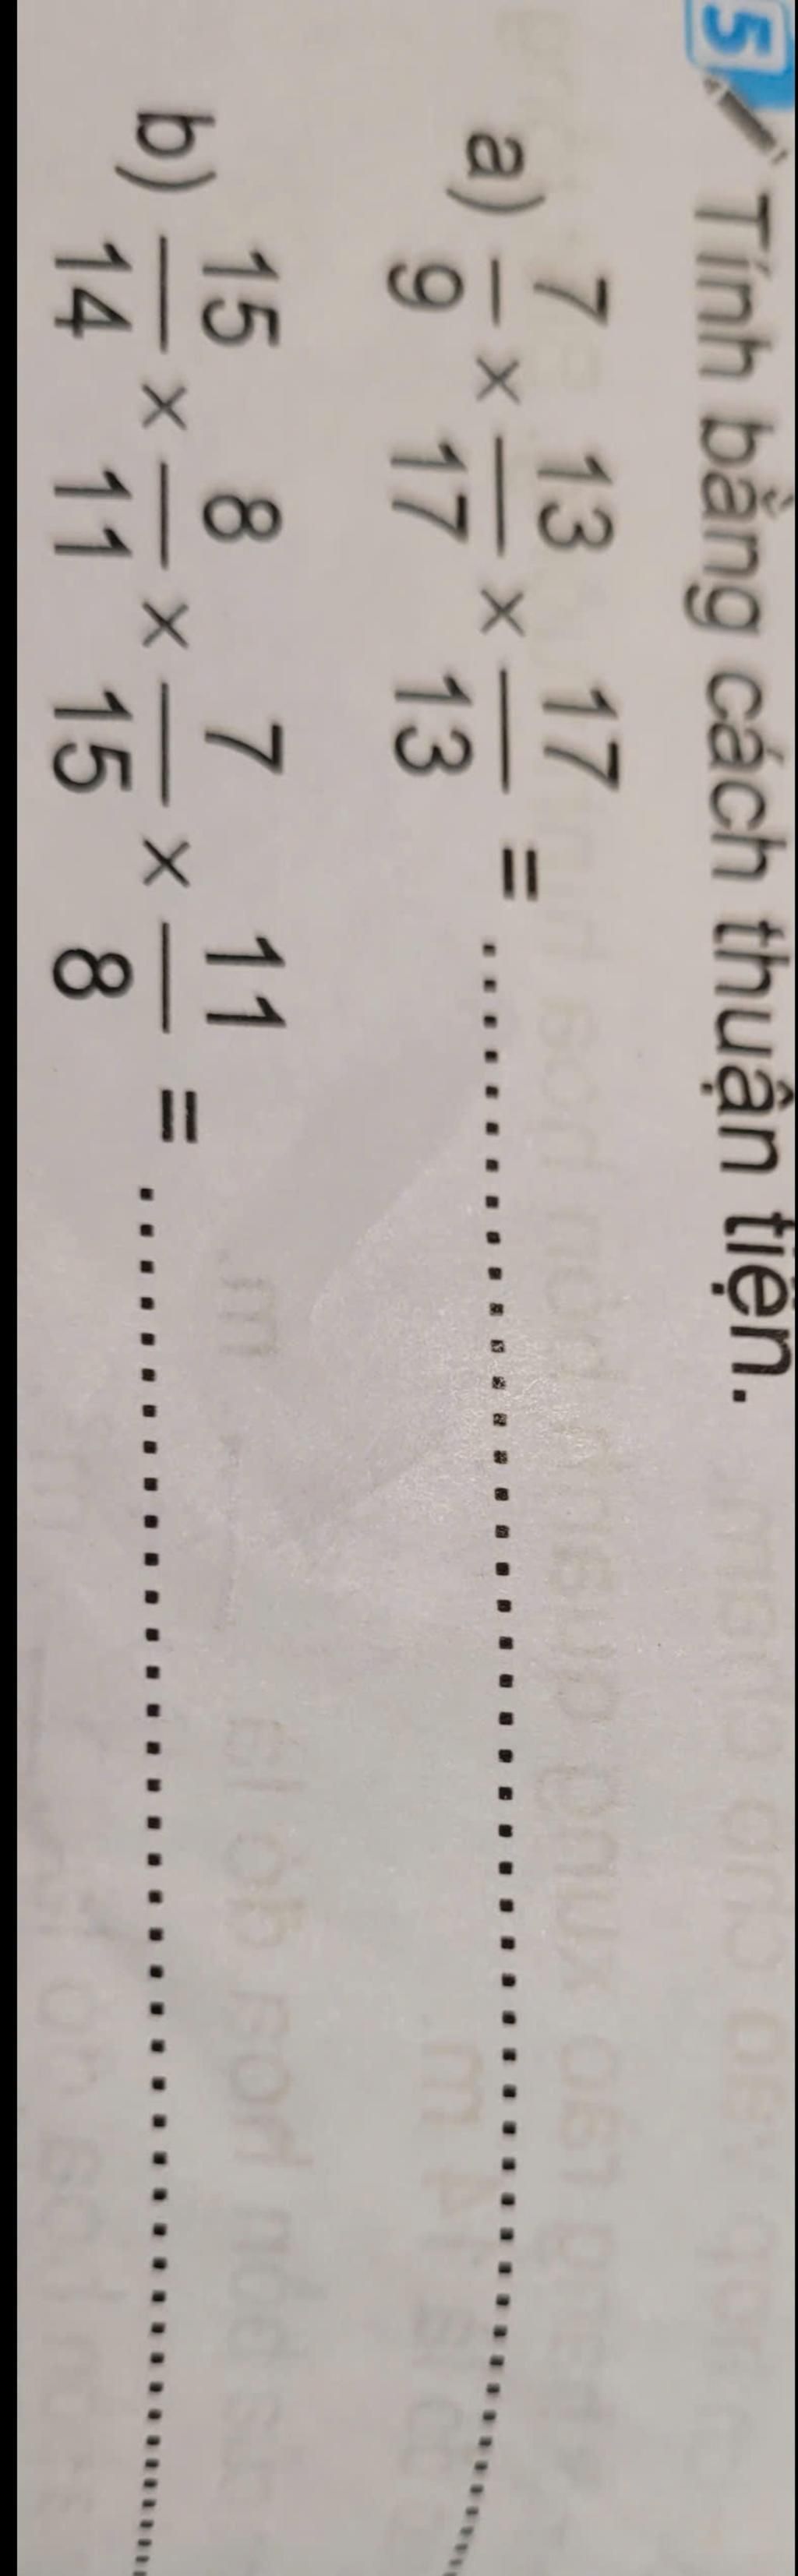 5 Tính bằng cách thuận tiện.
a) 7/9 × 13/17 × 17/13 = ........................................................
b) 15/14 × 8/11 × 7/15 × 11/8 = ........................................................